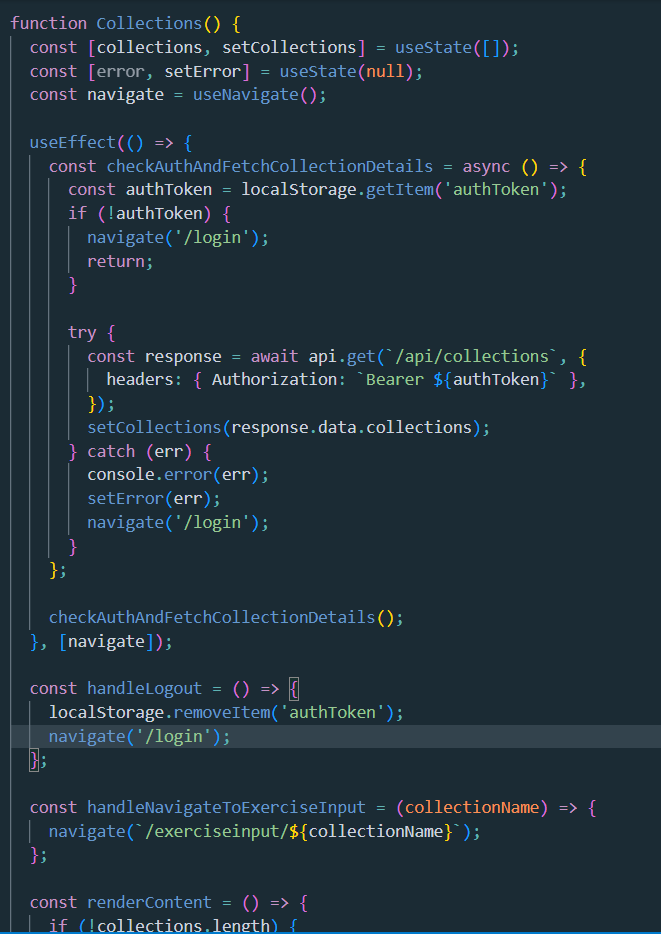 function Collections() {
const [collections, setCollections] = useState([]);
const [error, setError] = useState(null);
const navigate = useNavigate();
useEffect(() => {
const checkAuthAndFetchCollectionDetails = async () => {
const authToken = localStorage.getItem('authToken');
if (!authToken) {
navigate('/login');
return;
}
try {
const response = await api.get(`/api/collections`, {
headers: { Authorization: `Bearer ${authToken}` },
});
setCollections(response.data.collections);
} catch (err) {
console.error(err);
setError(err);
navigate('/login');
}
};
checkAuthAndFetchCollectionDetails();
}, [navigate]);
const handleLogout = () => {
localStorage.removeItem('authToken');
navigate('/login');
};
const handleNavigateToExerciseInput = (collectionName) => {
navigate(`/exerciseinput/${collectionName}`);
};
const renderContent = () => {
if (!collections.length) {